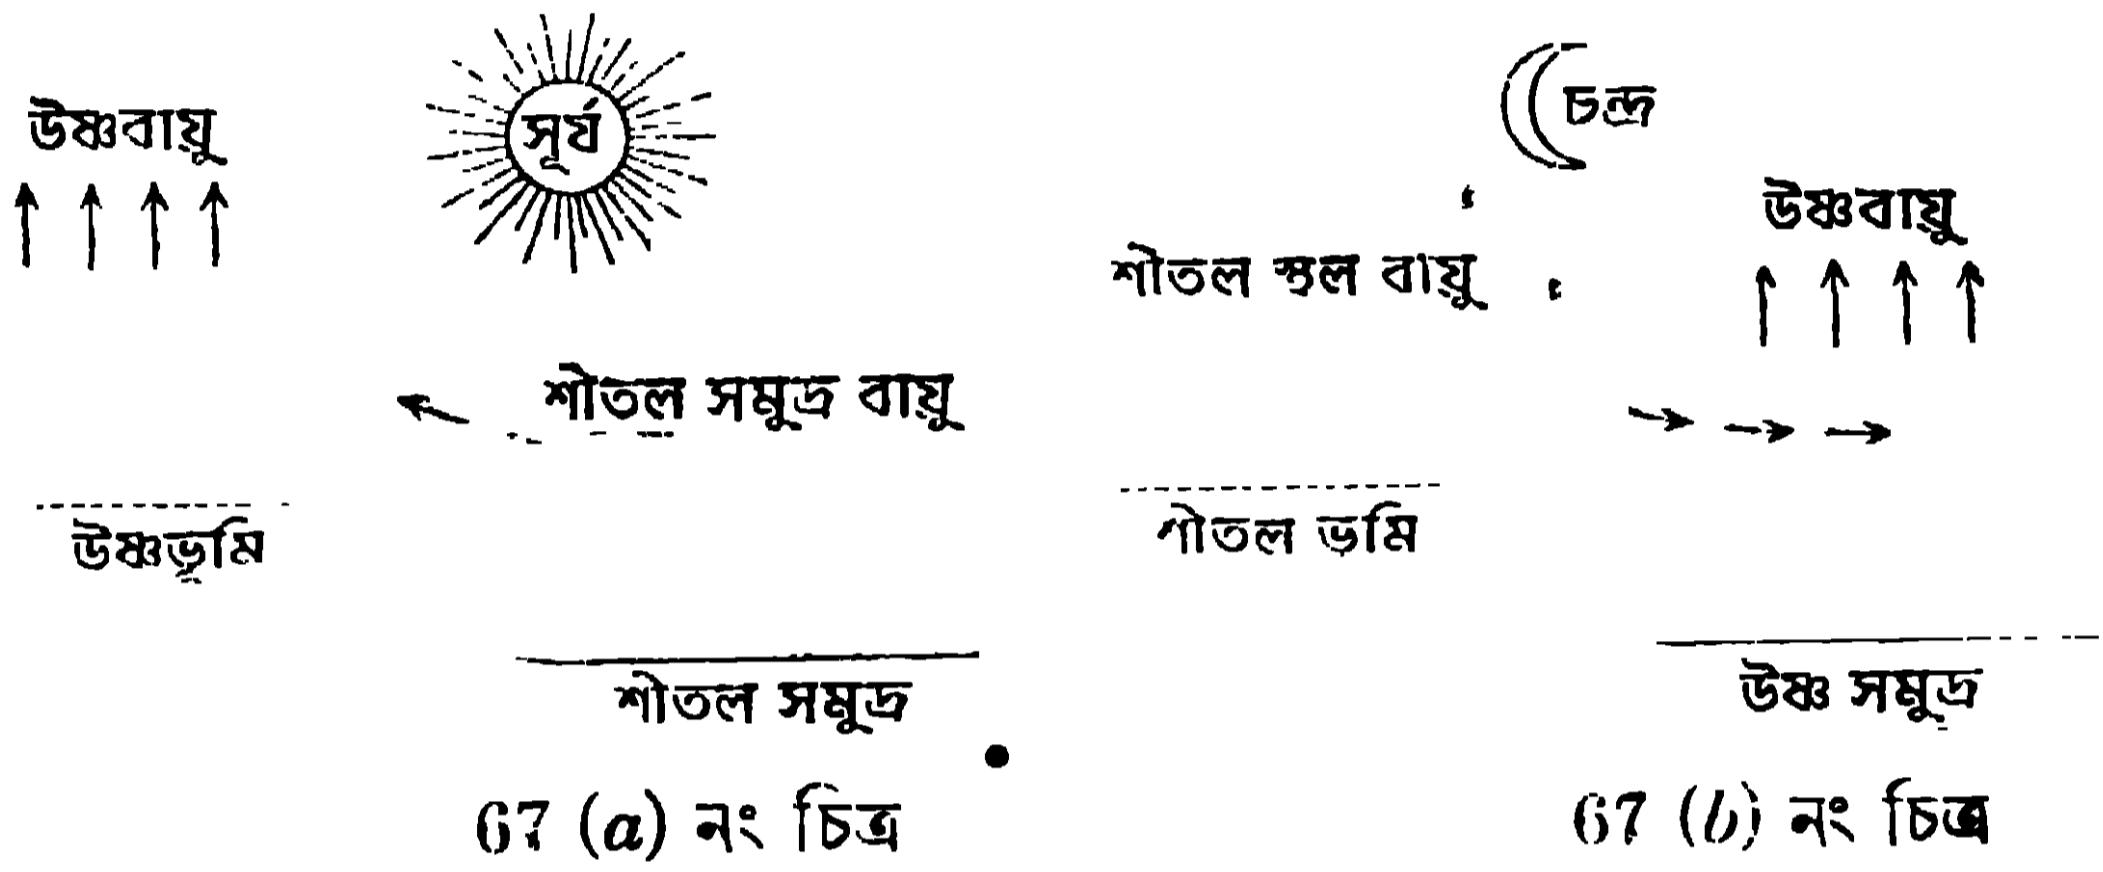 উষ্ণবায়ু
সূর্য
শীতল সমুদ্র বায়ু
উষ্ণভূমি
শীতল সমুদ্র
67 (a) নং চিত্র
চন্দ্র
উষ্ণবায়ু
শীতল স্থল বায়ু
শীতল ভূমি
উষ্ণ সমুদ্র
67 (b) নং চিত্র